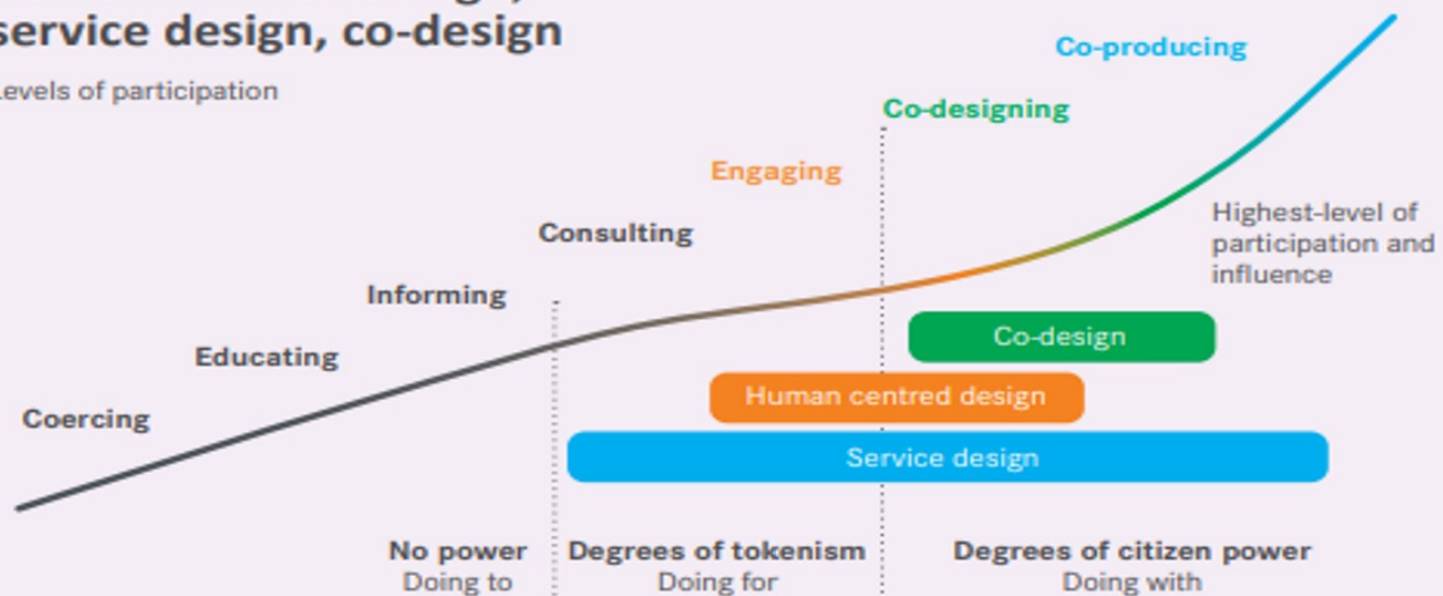 service design, co-design
Levels of participation
Co-producing
Co-designing
Engaging
Consulting
Informing
Educating
Coercing
Highest-level of
participation and
influence
Co-design
Human centred design
Service design
No power
Doing to
Degrees of tokenism
Doing for
Degrees of citizen power
Doing with